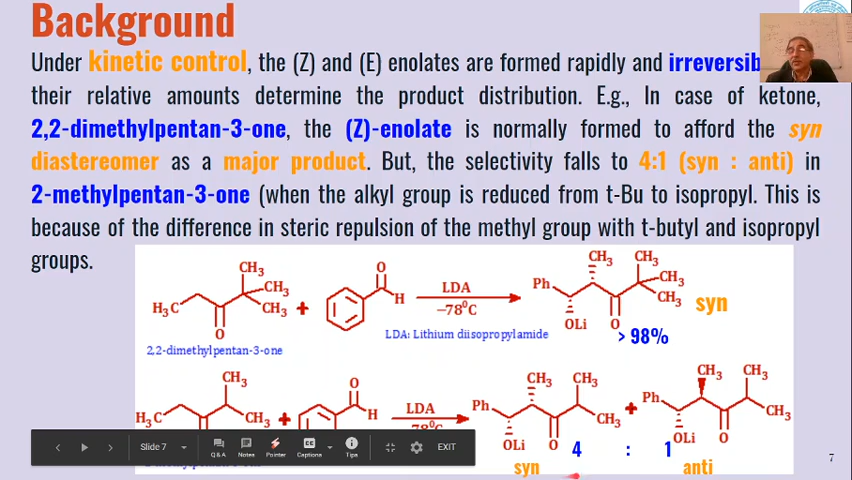 Background
Under kinetic control, the (Z) and (E) enolates are formed rapidly and
their relative amounts determine the product distribution. E.g., In case of ketone,
2,2-dimethylpentan-3-one, the (Z)-enolate is normally formed to afford the syn
diastereomer as a major product. But, the selectivity falls to 4:1 (syn : anti) in
2-methylpentan-3-one (when the alkyl group is reduced from t-Bu to isopropyl. This is
because of the difference in steric repulsion of the methyl group with t-butyl and isopropyl
groups.
CH3
CH3
H3C
CH3
O
2,2-dimethylpentan-3-one
+
O
H
LDA
−78⁰C
LDA: Lithium diisopropylamide
CH3
CH3
Ph
CH3
CH3
OLi
O
syn
> 98%
CH3
H3C
CH3
+
O
H
LDA
CH3
CH3
Ph
CH3
OLi
O
+
CH3
CH3
Ph
CH3
OLi
O
4 : 1
syn
anti
Slide 7
Q & A
Notes
Pointer
Captions
Tips
EXIT
7